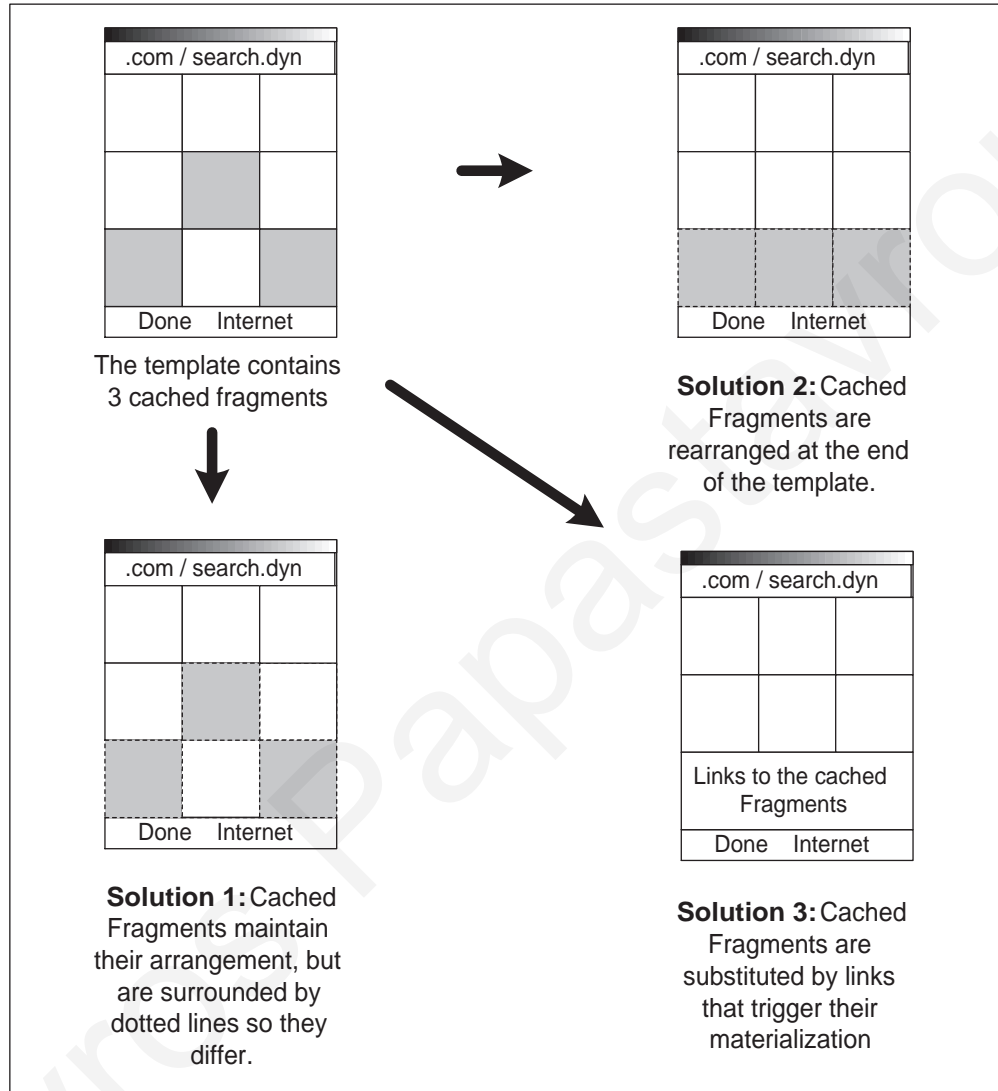 .com / search.dyn
Done Internet
The template contains
3 cached fragments
.com / search.dyn
Done Internet
Solution 2: Cached
Fragments are
rearranged at the end
of the template.
.com / search.dyn
Done Internet
Solution 1: Cached
Fragments maintain
their arrangement, but
are surrounded by
dotted lines so they
differ.
.com / search.dyn
Links to the cached
Fragments
Done Internet
Solution 3: Cached
Fragments are
substituted by links
that trigger their
materialization